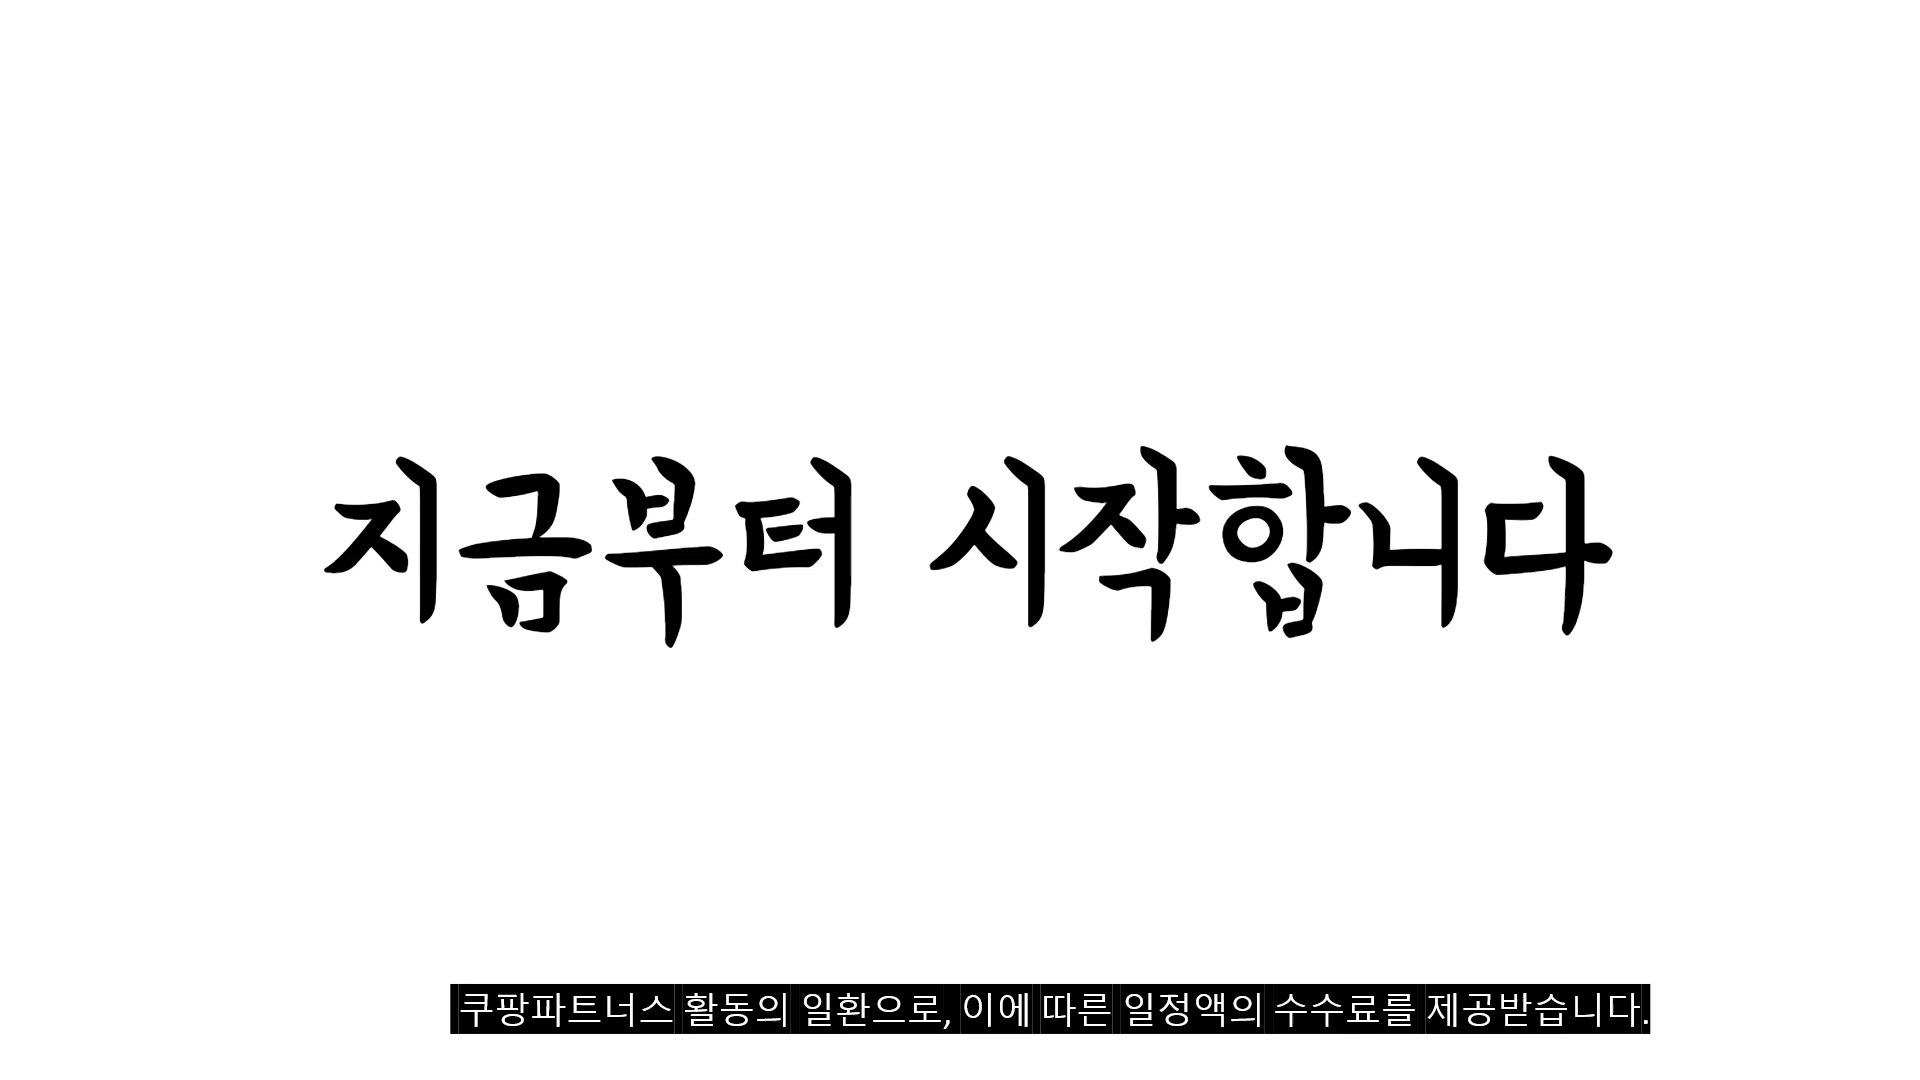 지금부터 시작합니다
쿠팡파트너스 활동의 일환으로, 이에 따른 일정액의 수수료를 제공받습니다.